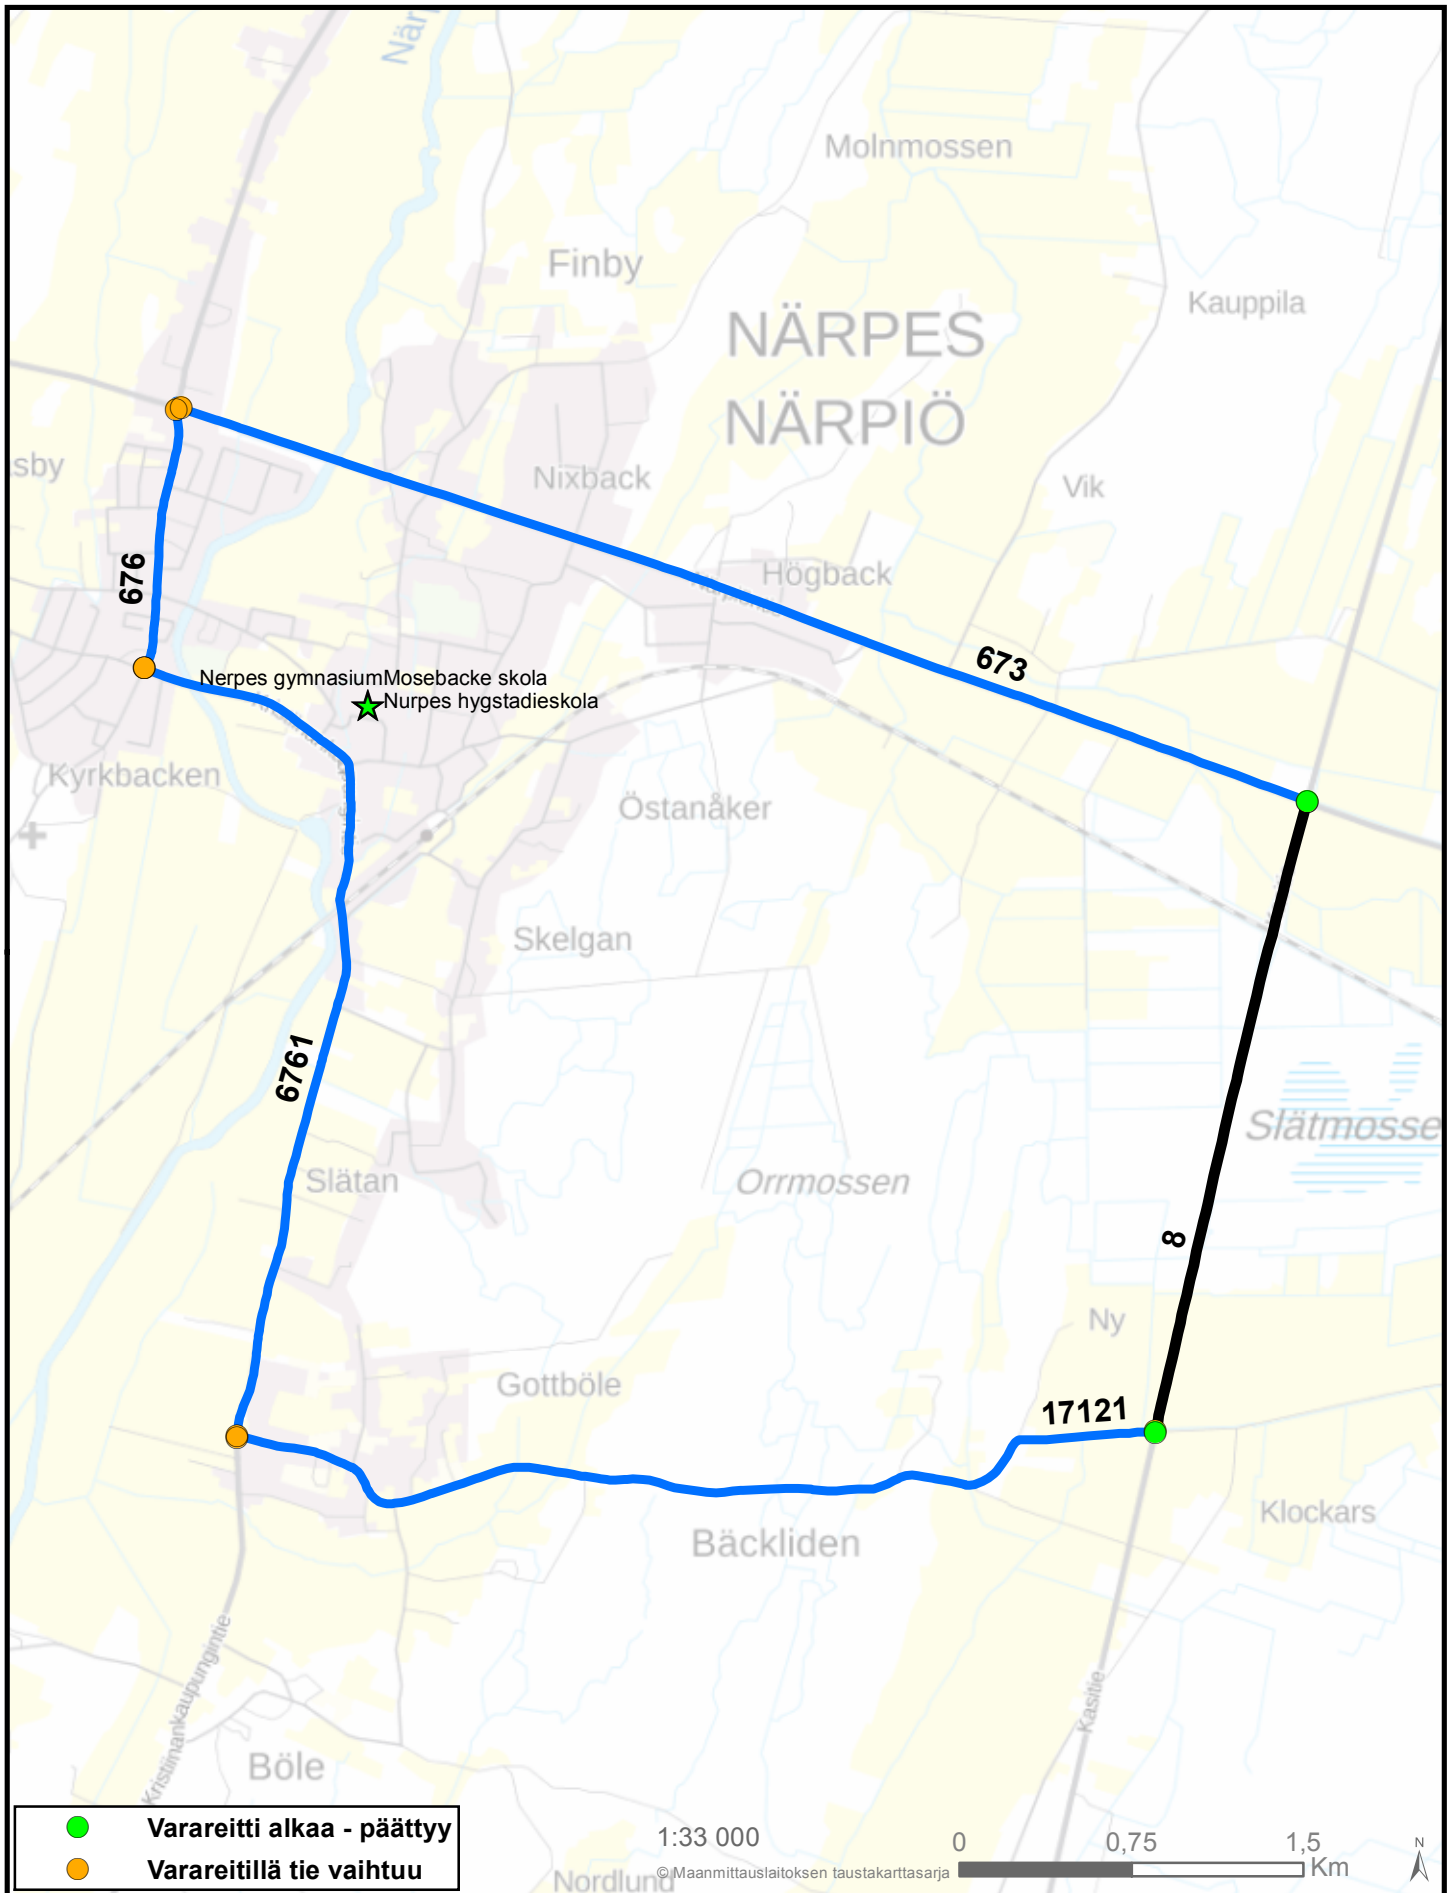 Molnmossen
Finby
Kauppila
NÄRPES
NÄRPIÖ
sby
Nixback
Vik
676
Högback
673
Nerpes gymnasium
Mosebacke skola
Nurpes hygstadieskola
Kyrkbacken
Östanåker
Skelgan
6761
Slätmosse
Slätan
Orrmossen
8
Ny
Gottböle
17121
Klockars
Bäckliden
Kristiinankaupungintie
Kasitie
Böle
Varareitti alkaa - päättyy
Varareitillä tie vaihtuu
1:33 000
0 0,75 1,5
Km
N
© Maanmittauslaitoksen taustakarttasarja
Nordlund